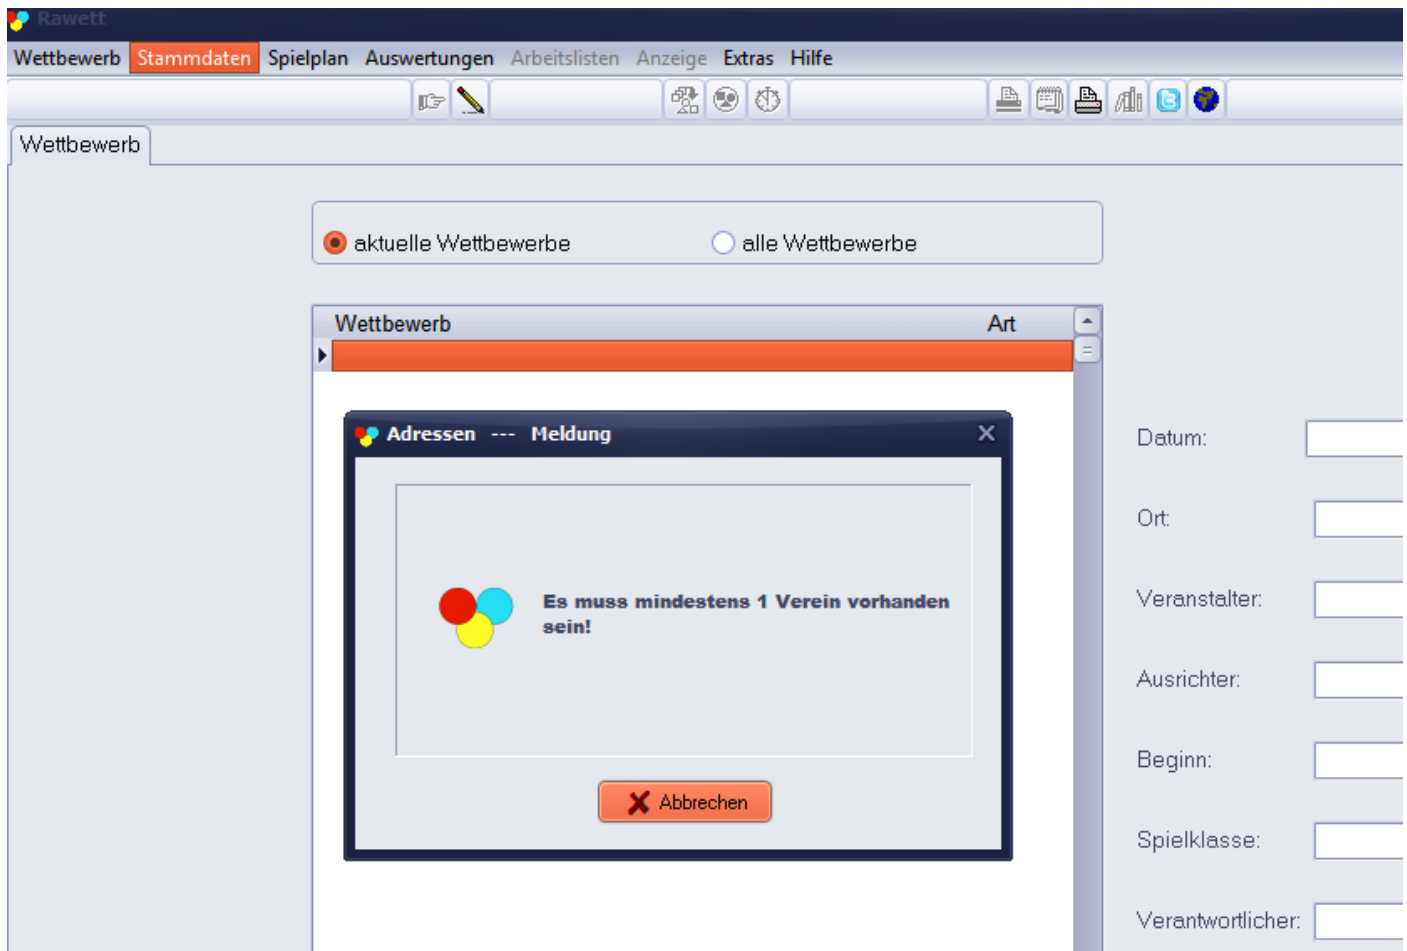 Rawett
Wettbewerb Stammdaten Spielplan Auswertungen Arbeitslisten Anzeige Extras Hilfe
Wettbewerb
aktuelle Wettbewerbe alle Wettbewerbe
Wettbewerb Art
Adressen --- Meldung
Es muss mindestens 1 Verein vorhanden
sein!
Abbrechen
Datum:
Ort:
Veranstalter:
Ausrichter:
Beginn:
Spielklasse:
Verantwortlicher: